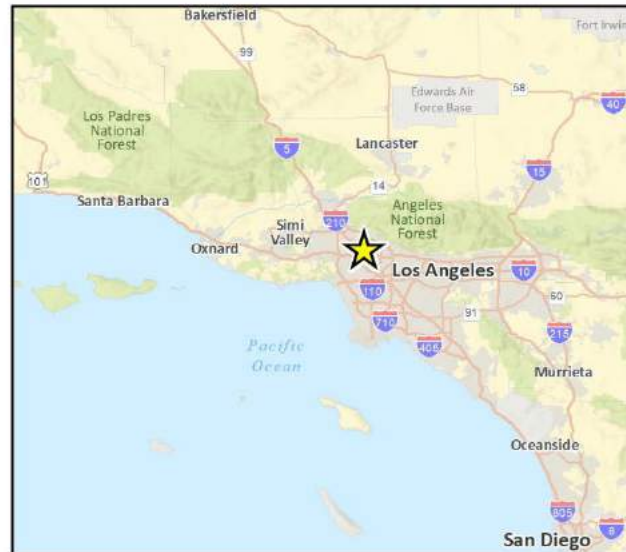 Bakersfield
Fort Irwin
99
58
Edwards Air
Force Base
40
Los Padres
National
Forest
5
Lancaster
15
101
14
Santa Barbara
Angeles
National
Forest
210
Simi
Valley
Oxnard
Los Angeles
10
110
60
91
710
215
405
Pacific
Ocean
Murrieta
Oceanside
805
8
San Diego